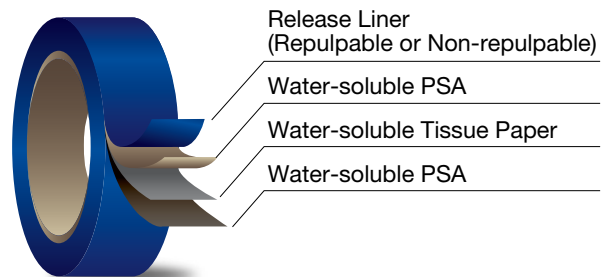 Release Liner
(Repulpable or Non-repulpable)
Water-soluble PSA
Water-soluble Tissue Paper
Water-soluble PSA